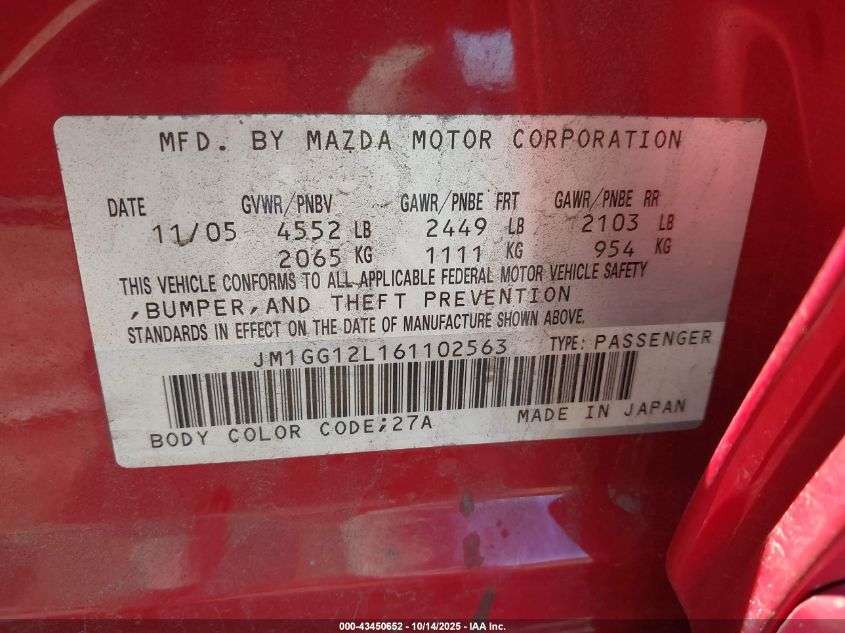 MFD. BY MAZDA MOTOR CORPORATION
DATE GVWR/PNBV GAWR/PNBE FRT GAWR/PNBE RR
11/05 4552 LB 2449 LB 2103 LB
2065 KG 1111 KG 954 KG
THIS VEHICLE CONFORMS TO ALL APPLICABLE FEDERAL MOTOR VEHICLE SAFETY
,BUMPER,AND THEFT PREVENTION
STANDARDS IN EFFECT ON THE DATE OF MANUFACTURE SHOWN ABOVE.
JM1GG12L161102563 TYPE: PASSENGER
BODY COLOR CODE;27A MADE IN JAPAN
000-43450652 - 10/14/2025 - IAA Inc.